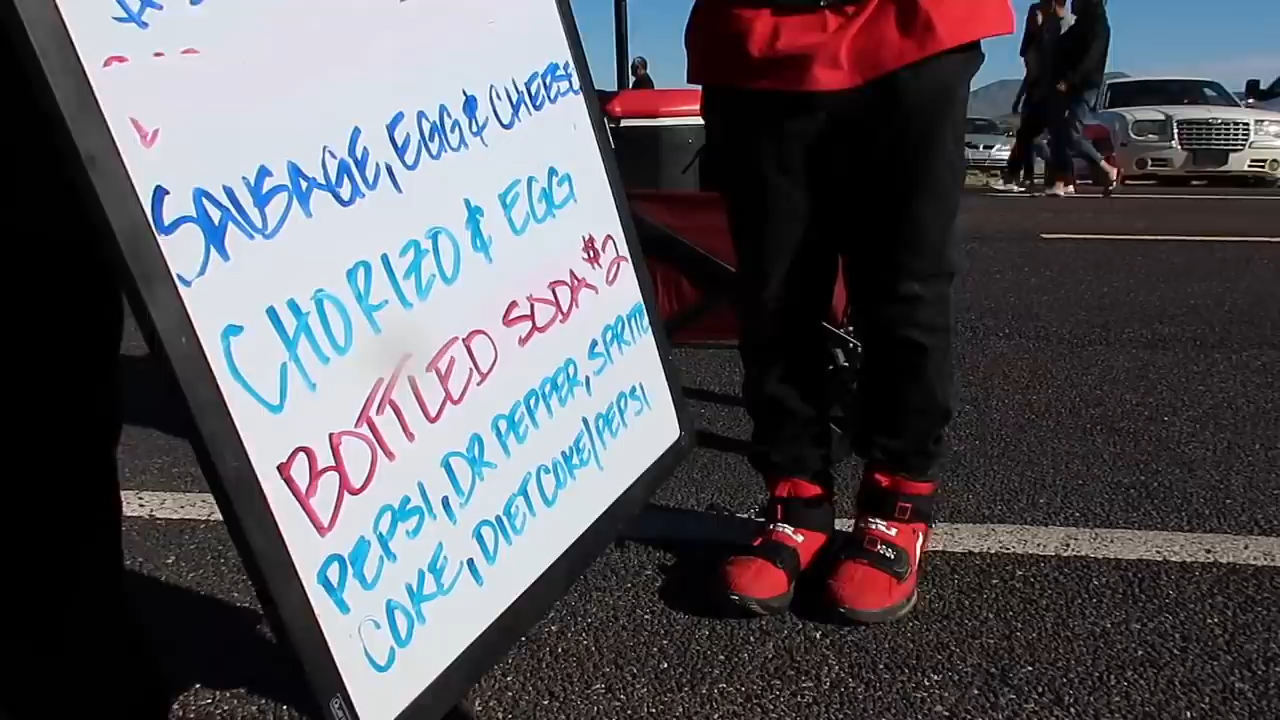 SAUSAGE, EGG & CHEESE
CHORIZO & EGG
BOTTLED SODA $2
PEPSI, DR PEPPER, SPRITE
COKE, DIET COKE/PEPSI